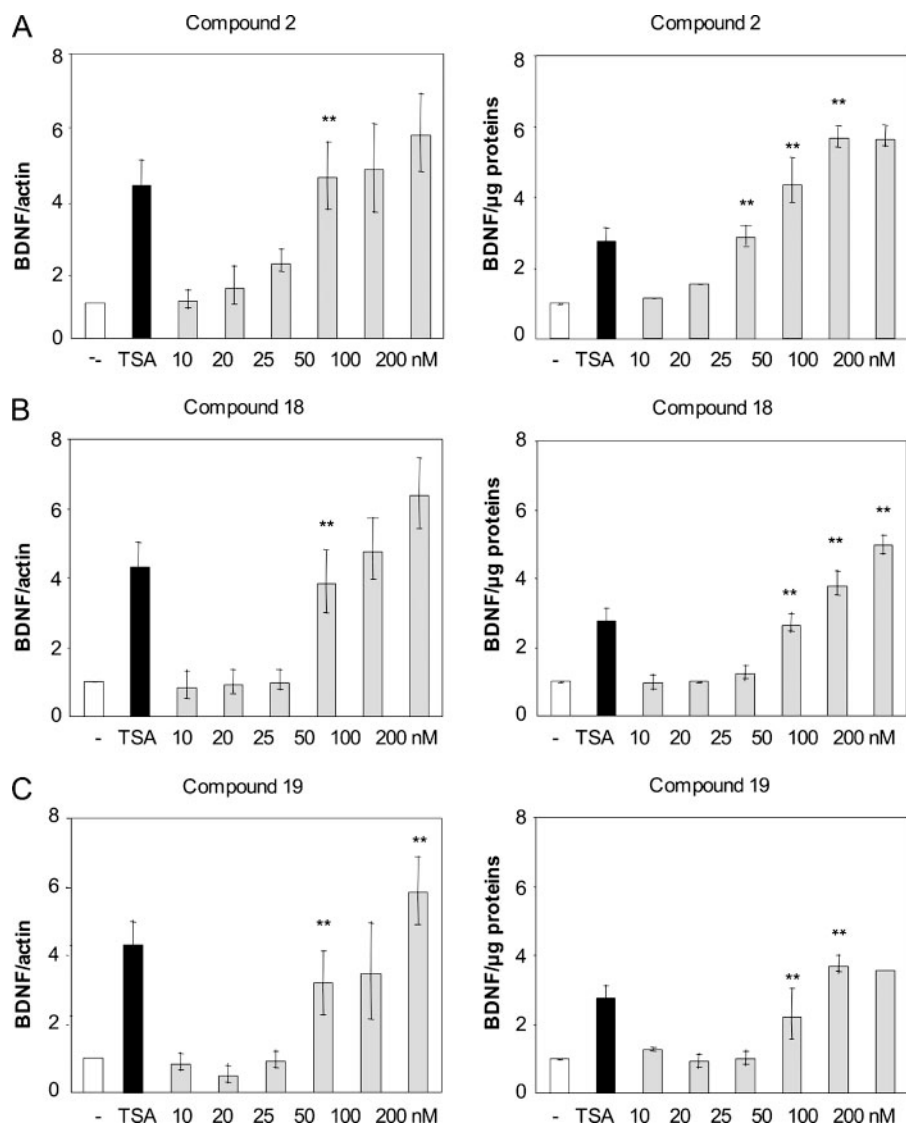 A
Compound 2
BDNF/actin
8
6
4
2
0
**
-- TSA 10 20 25 50 100 200 nM
Compound 2
BDNF/µg proteins
8
6
4
2
0
** ** **
- TSA 10 20 25 50 100 200 nM
B
Compound 18
BDNF/actin
8
6
4
2
0
**
- TSA 10 20 25 50 100 200 nM
Compound 18
BDNF/µg proteins
8
6
4
2
0
** ** **
- TSA 10 20 25 50 100 200 nM
C
Compound 19
BDNF/actin
8
6
4
2
0
** **
- TSA 10 20 25 50 100 200 nM
Compound 19
BDNF/µg proteins
8
6
4
2
0
** **
- TSA 10 20 25 50 100 200 nM